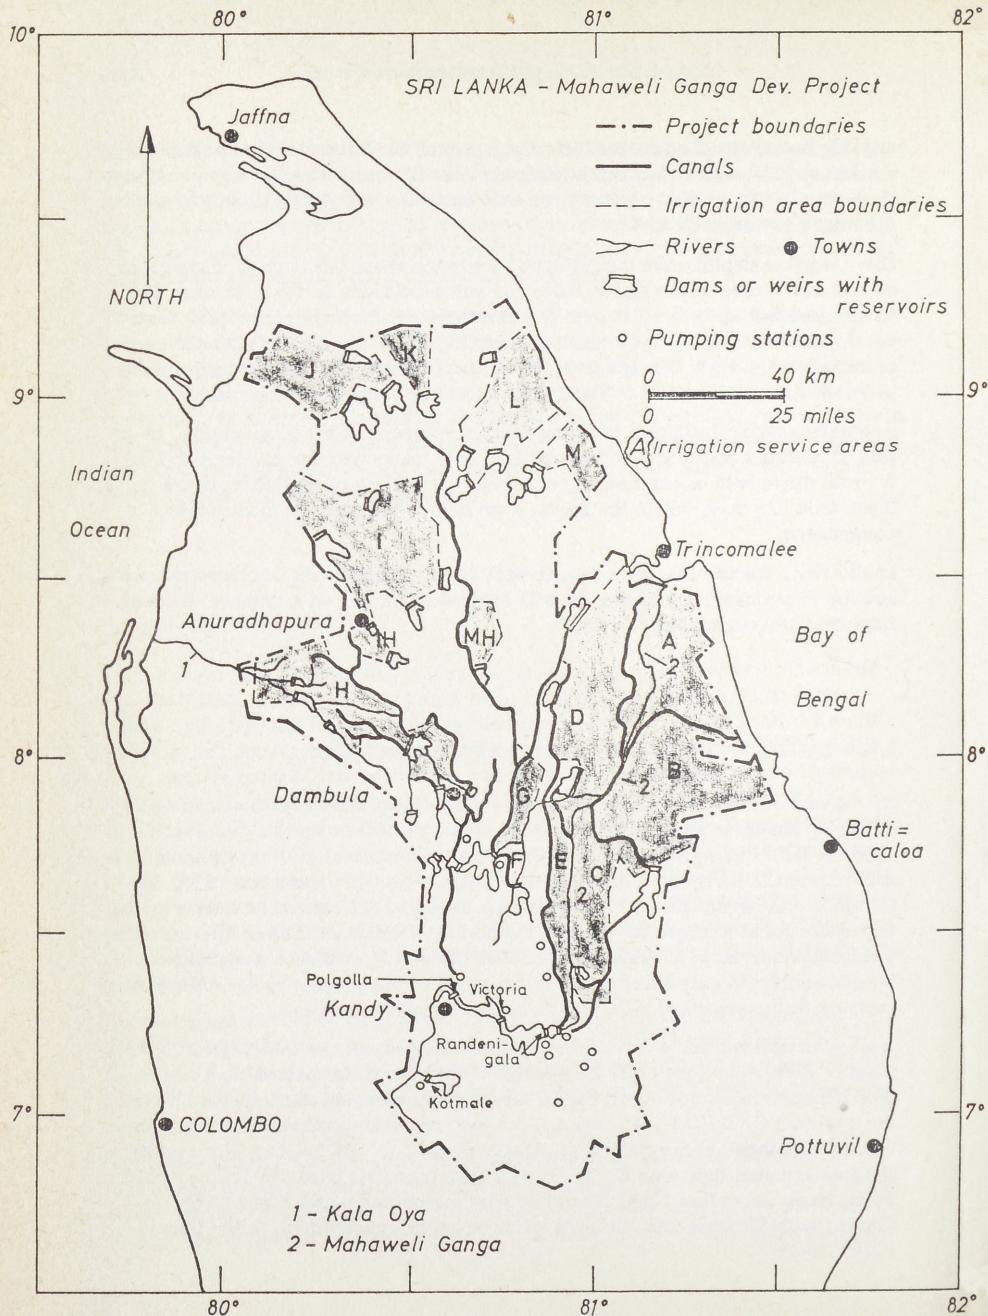 80°
81°
82°
10°
SRI LANKA – Mahaweli Ganga Dev. Project
Project boundaries
Canals
Irrigation area boundaries
Rivers
Towns
Dams or weirs with
reservoirs
Pumping stations
0 40 km
0 25 miles
A Irrigation service areas
Jaffna
NORTH
J
K
L
M
9°
9°
Indian
Ocean
I
Trincomalee
Anuradhapura
IH
MH
A
2
Bay of
Bengal
1
H
D
8°
8°
B
2
Dambula
G
Batti=
caloa
F
E
C
2
Polgolla
Victoria
Kandy
Randeni-
gala
Kotmale
7°
7°
COLOMBO
Pottuvil
1 – Kala Oya
2 – Mahaweli Ganga
80°
81°
82°